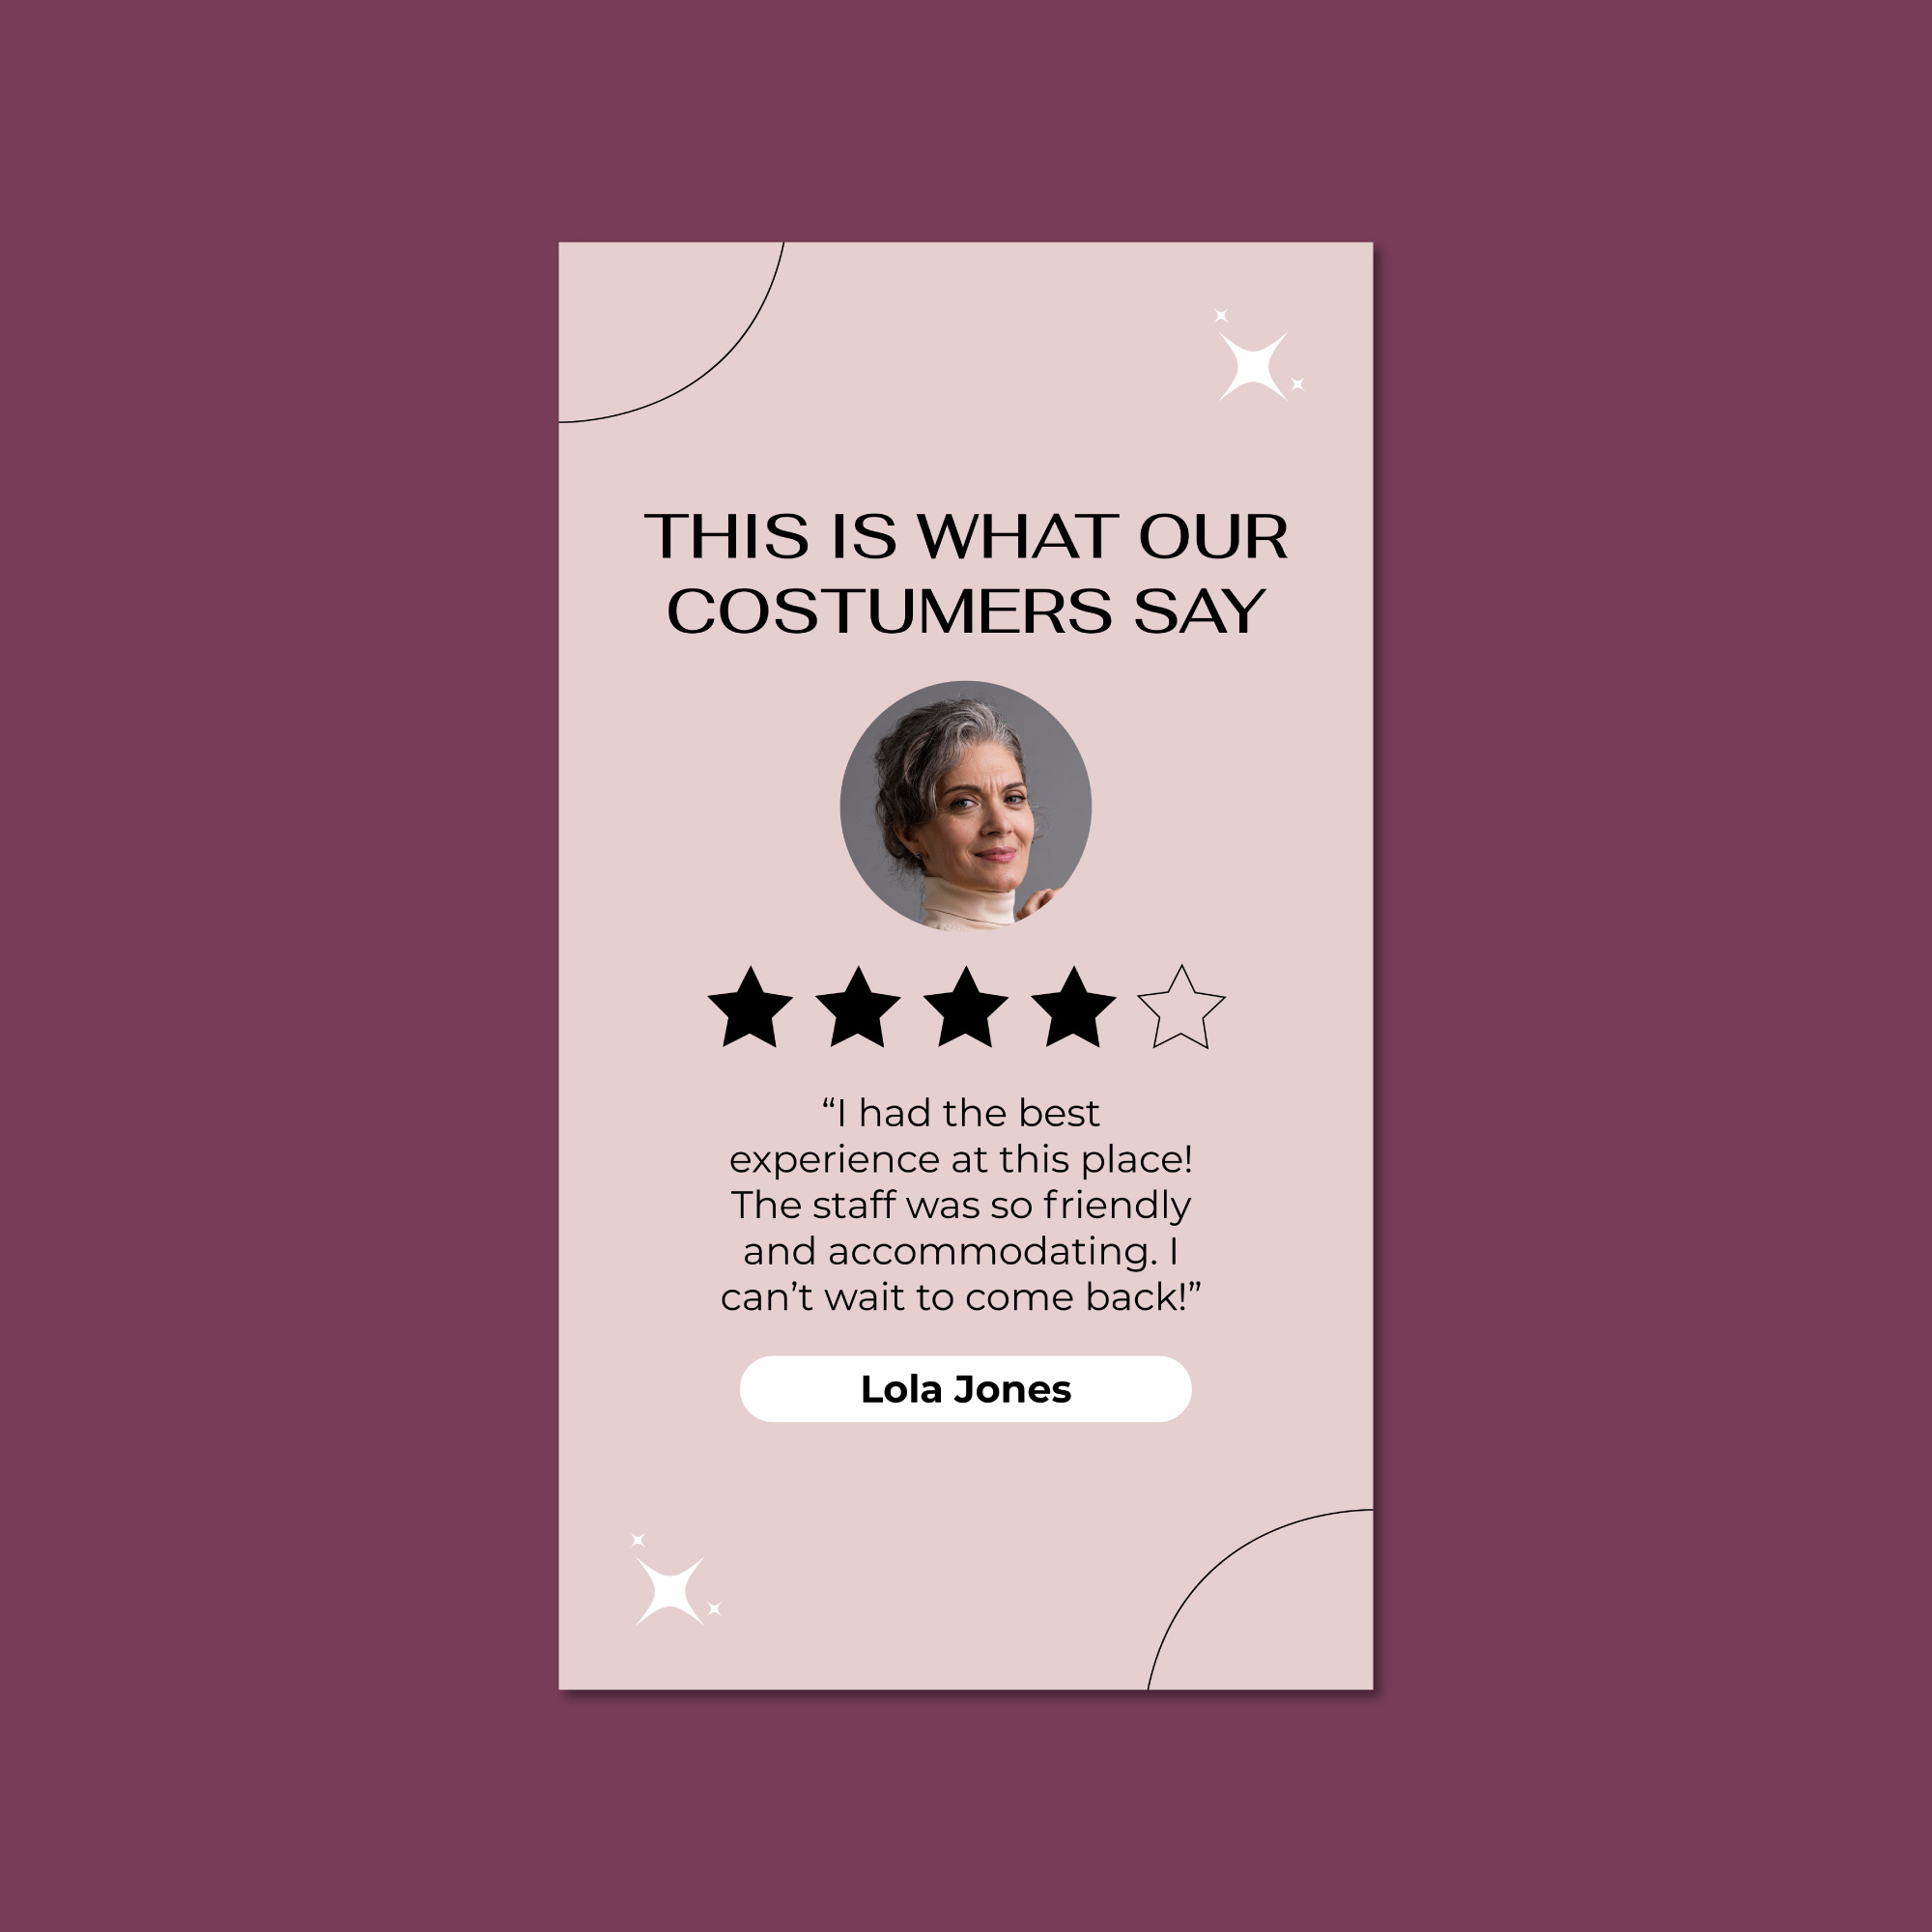 THIS IS WHAT OUR
COSTUMERS SAY
“I had the best
experience at this place!
The staff was so friendly
and accommodating. I
can’t wait to come back!”
Lola Jones